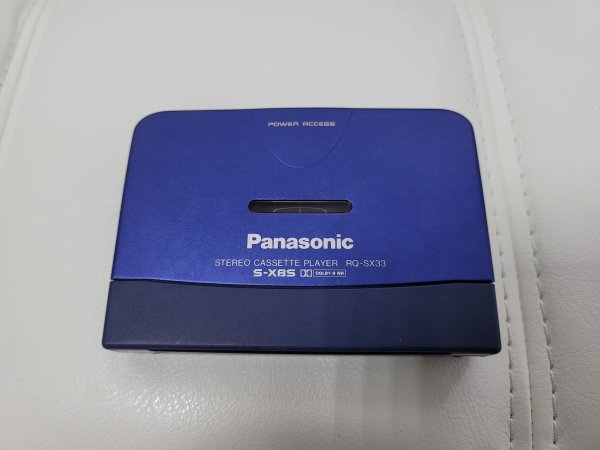 POWER ACCESS
Panasonic
STEREO CASSETTE PLAYER RQ-SX33
S-XBS DOLBY B NR